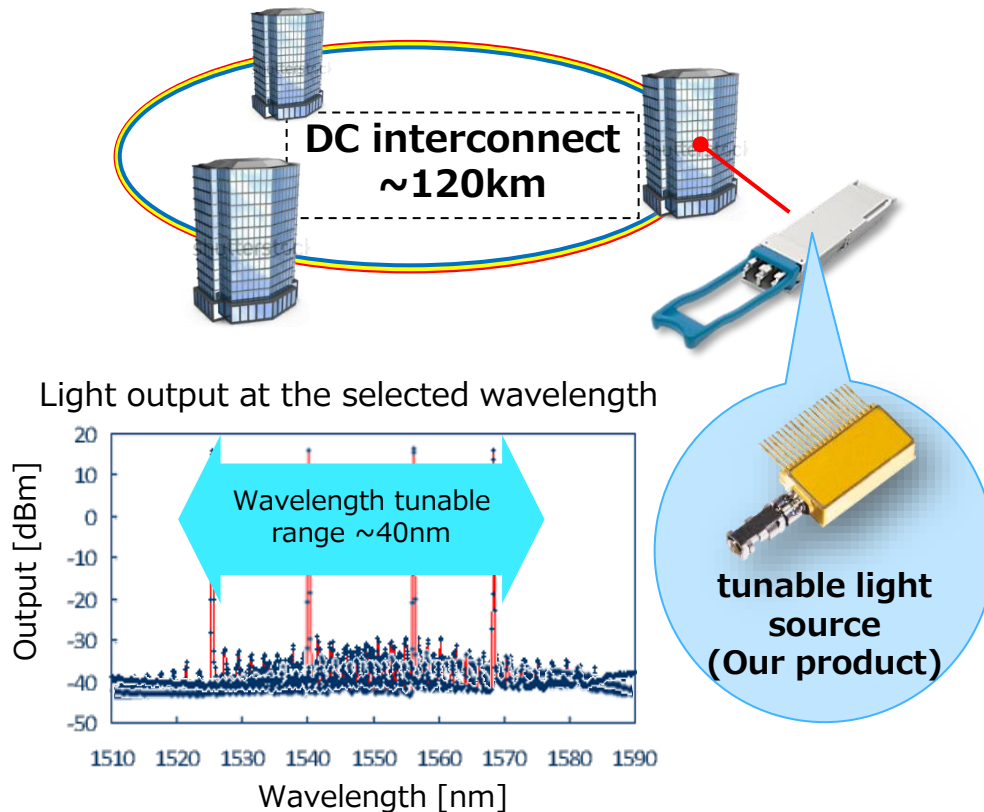 DC interconnect
~120km
Light output at the selected wavelength
Output [dBm]
20
10
0
-10
-20
-30
-40
-50
Wavelength tunable
range ~40nm
1510 1520 1530 1540 1550 1560 1570 1580 1590
Wavelength [nm]
tunable light
source
(Our product)